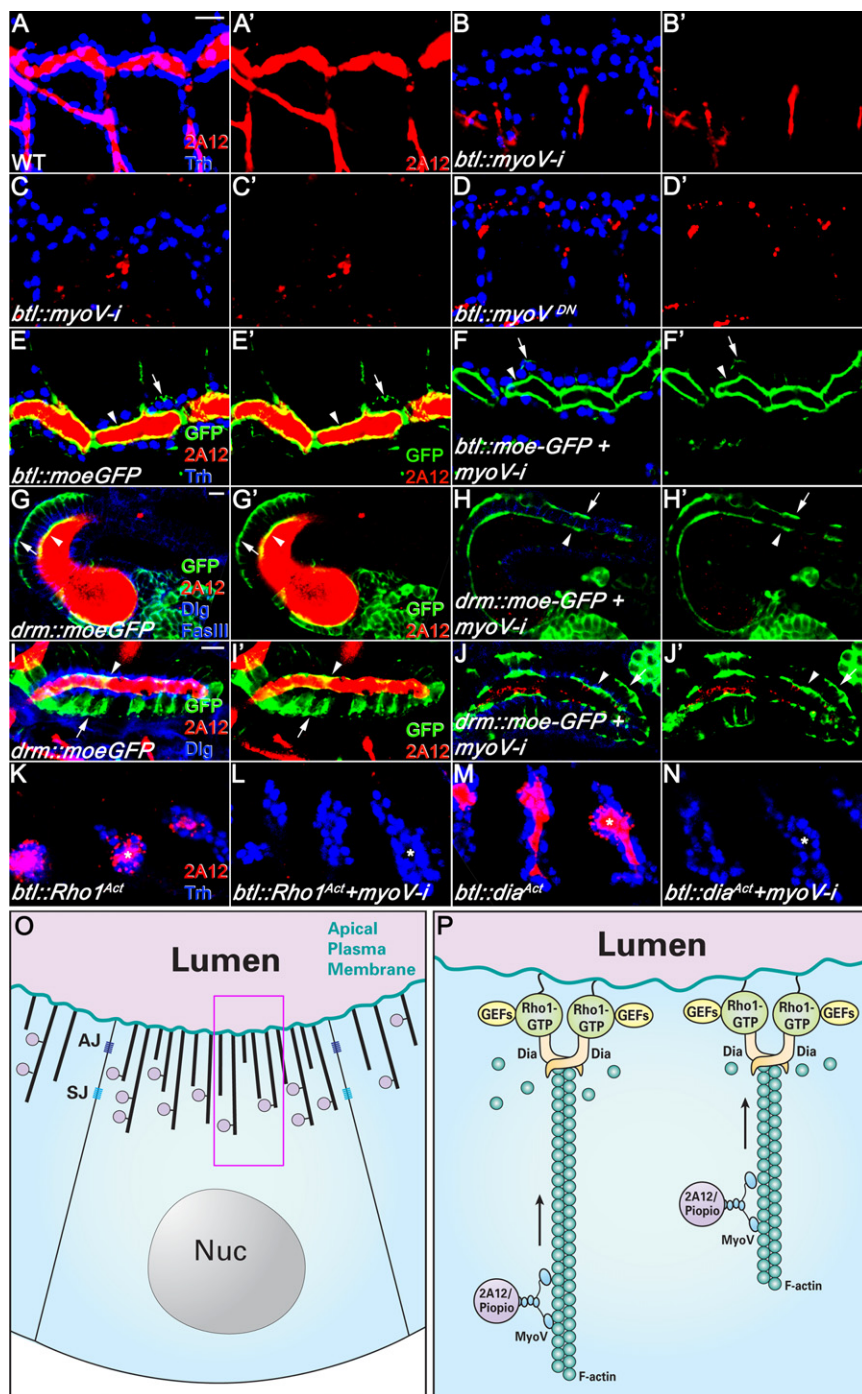 A
A'
B
B'
WT
2A12
Trh
2A12
btl::myoV-i
C
C'
D
D'
btl::myoV-i
btl::myoV DN
E
E'
F
F'
GFP
2A12
Trh
btl::moeGFP
GFP
2A12
btl::moe-GFP +
myoV-i
G
G'
H
H'
GFP
2A12
Dlg
FasIII
drm::moeGFP
GFP
2A12
drm::moe-GFP +
myoV-i
I
I'
J
J'
GFP
2A12
Dlg
drm::moeGFP
GFP
2A12
drm::moe-GFP +
myoV-i
K
L
M
N
*
*
*
*
2A12
Trh
btl::Rho1Act
btl::Rho1Act+myoV-i
btl::diaAct
btl::diaAct+myoV-i
O
Lumen
Apical
Plasma
Membrane
AJ
SJ
Nuc
P
Lumen
GEFs
Rho1-
GTP
Rho1-
GTP
GEFs
Dia
Dia
GEFs
Rho1-
GTP
Rho1-
GTP
GEFs
Dia
Dia
2A12/
Piopio
MyoV
F-actin
2A12/
Piopio
MyoV
F-actin